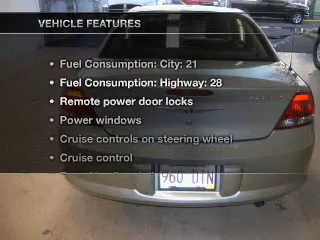 VEHICLE FEATURES
Fuel Consumption: City: 21
Fuel Consumption: Highway: 28
Remote power door locks
Power windows
Cruise controls on steering wheel
Cruise control
960 DTN